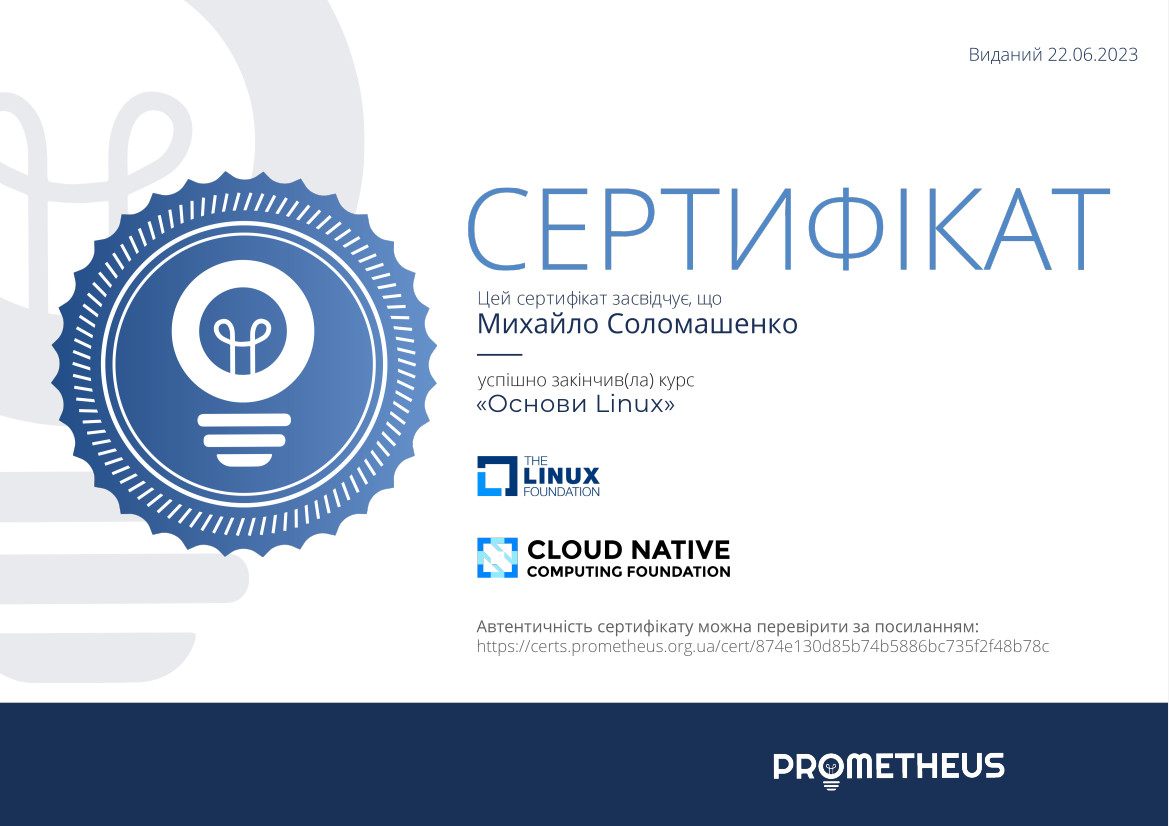 Виданий 22.06.2023
СЕРТИФІКАТ
Цей сертифікат засвідчує, що
Михайло Соломашенко
успішно закінчив(ла) курс
«Основи Linux»
THE
LINUX
FOUNDATION
CLOUD NATIVE
COMPUTING FOUNDATION
Автентичність сертифікату можна перевірити за посиланням:
https://certs.prometheus.org.ua/cert/874e130d85b74b5886bc735f2f48b78c
PROMETHEUS